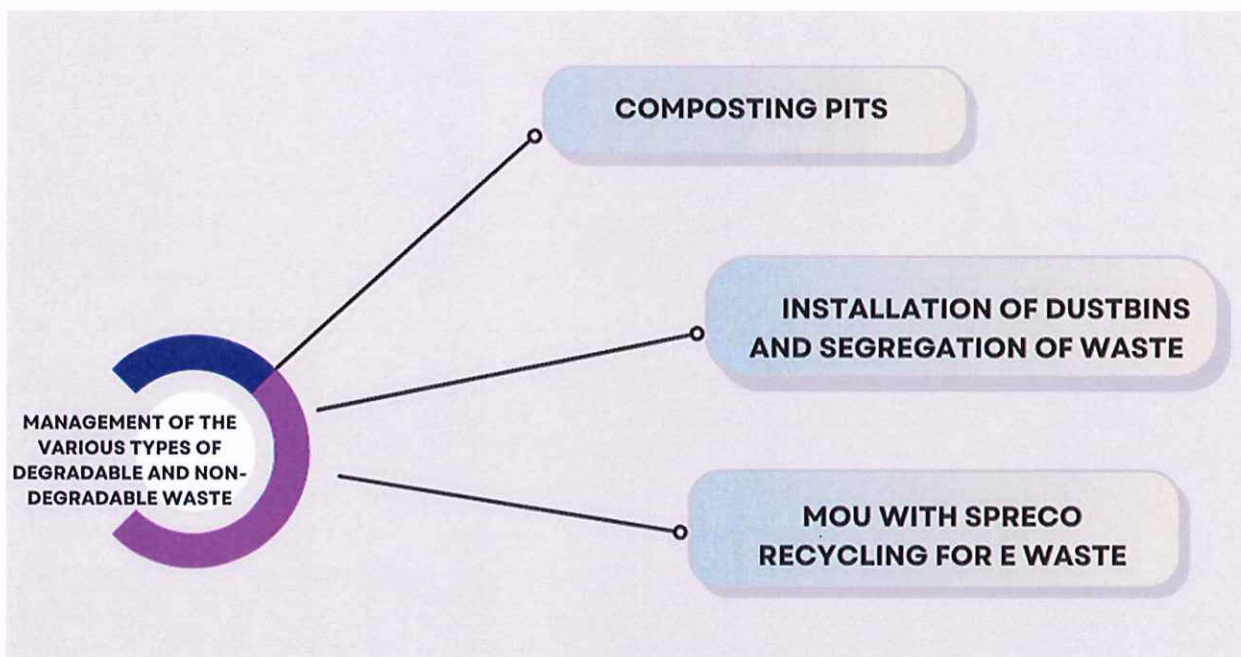 MANAGEMENT OF THE
VARIOUS TYPES OF
DEGRADABLE AND NON-
DEGRADABLE WASTE
COMPOSTING PITS
INSTALLATION OF DUSTBINS
AND SEGREGATION OF WASTE
MOU WITH SPRECO
RECYCLING FOR E WASTE